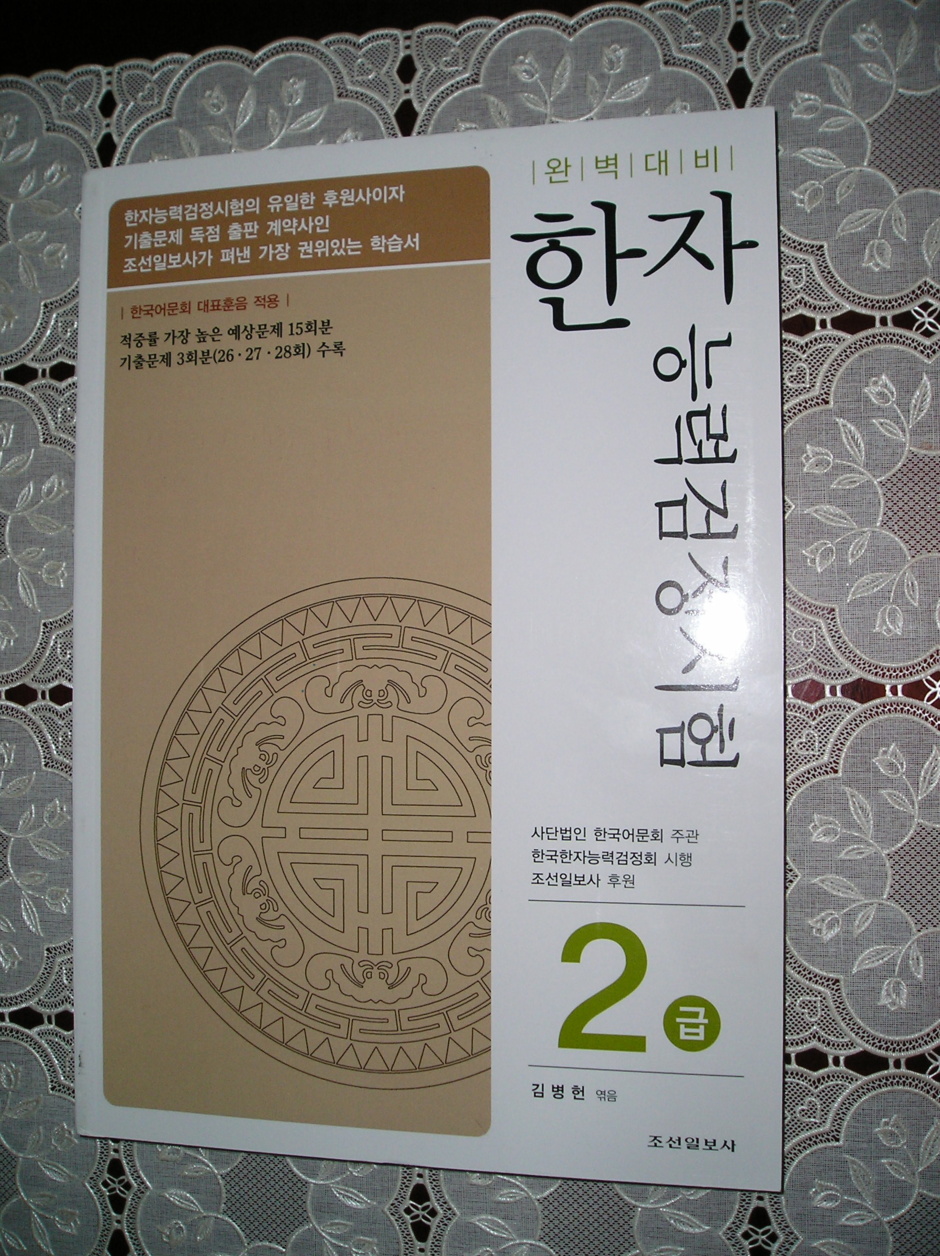 한자능력검정시험의 유일한 후원사이자
기출문제 독점 출판 계약사인
조선일보사가 펴낸 가장 권위있는 학습서
| 한국어문회 대표훈음 적용 |
적중률 가장 높은 예상문제 15회분
기출문제 3회분(26·27·28회) 수록
|완|벽|대|비|
한자
능력검정시험
사단법인 한국어문회 주관
한국한자능력검정회 시행
조선일보사 후원
2급
김병헌 엮음
조선일보사